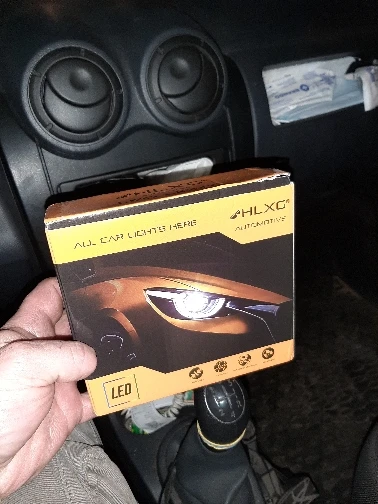 HLXG®
AUTOMOTIVE
ALL CAR LIGHTS HERE
LED